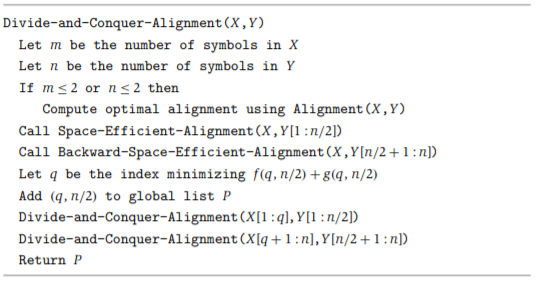 Divide-and-Conquer-Alignment(X,Y)
Let m be the number of symbols in X
Let n be the number of symbols in Y
If m ≤ 2 or n ≤ 2 then
Compute optimal alignment using Alignment(X,Y)
Call Space-Efficient-Alignment(X,Y[1:n/2])
Call Backward-Space-Efficient-Alignment(X,Y[n/2+1:n])
Let q be the index minimizing f(q,n/2)+g(q,n/2)
Add (q,n/2) to global list P
Divide-and-Conquer-Alignment(X[1:q],Y[1:n/2])
Divide-and-Conquer-Alignment(X[q+1:n],Y[n/2+1:n])
Return P